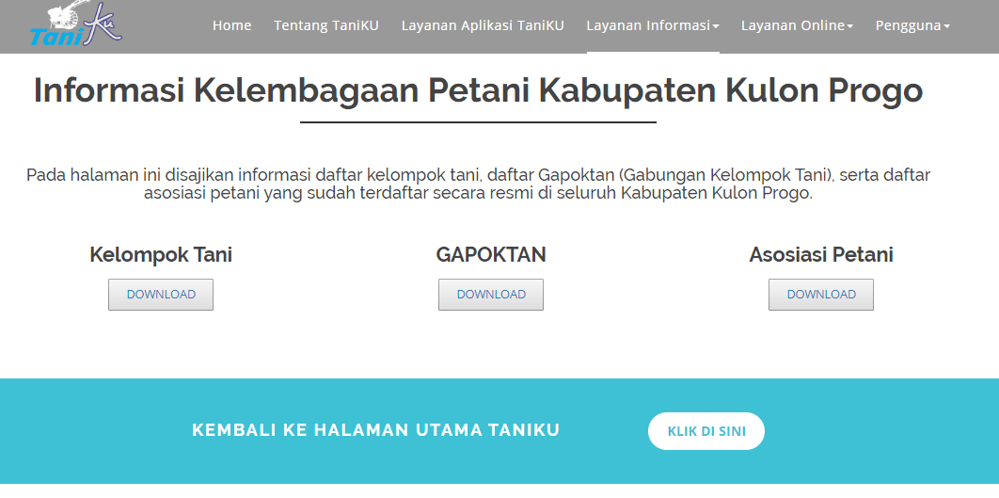 Tani Ku
Home Tentang TaniKU Layanan Aplikasi TaniKU Layanan Informasi Layanan Online Pengguna
Informasi Kelembagaan Petani Kabupaten Kulon Progo
Pada halaman ini disajikan informasi daftar kelompok tani, daftar Gapoktan (Gabungan Kelompok Tani), serta daftar
asosiasi petani yang sudah terdaftar secara resmi di seluruh Kabupaten Kulon Progo.
Kelompok Tani GAPOKTAN Asosiasi Petani
DOWNLOAD DOWNLOAD DOWNLOAD
KEMBALI KE HALAMAN UTAMA TANIKU KLIK DI SINI